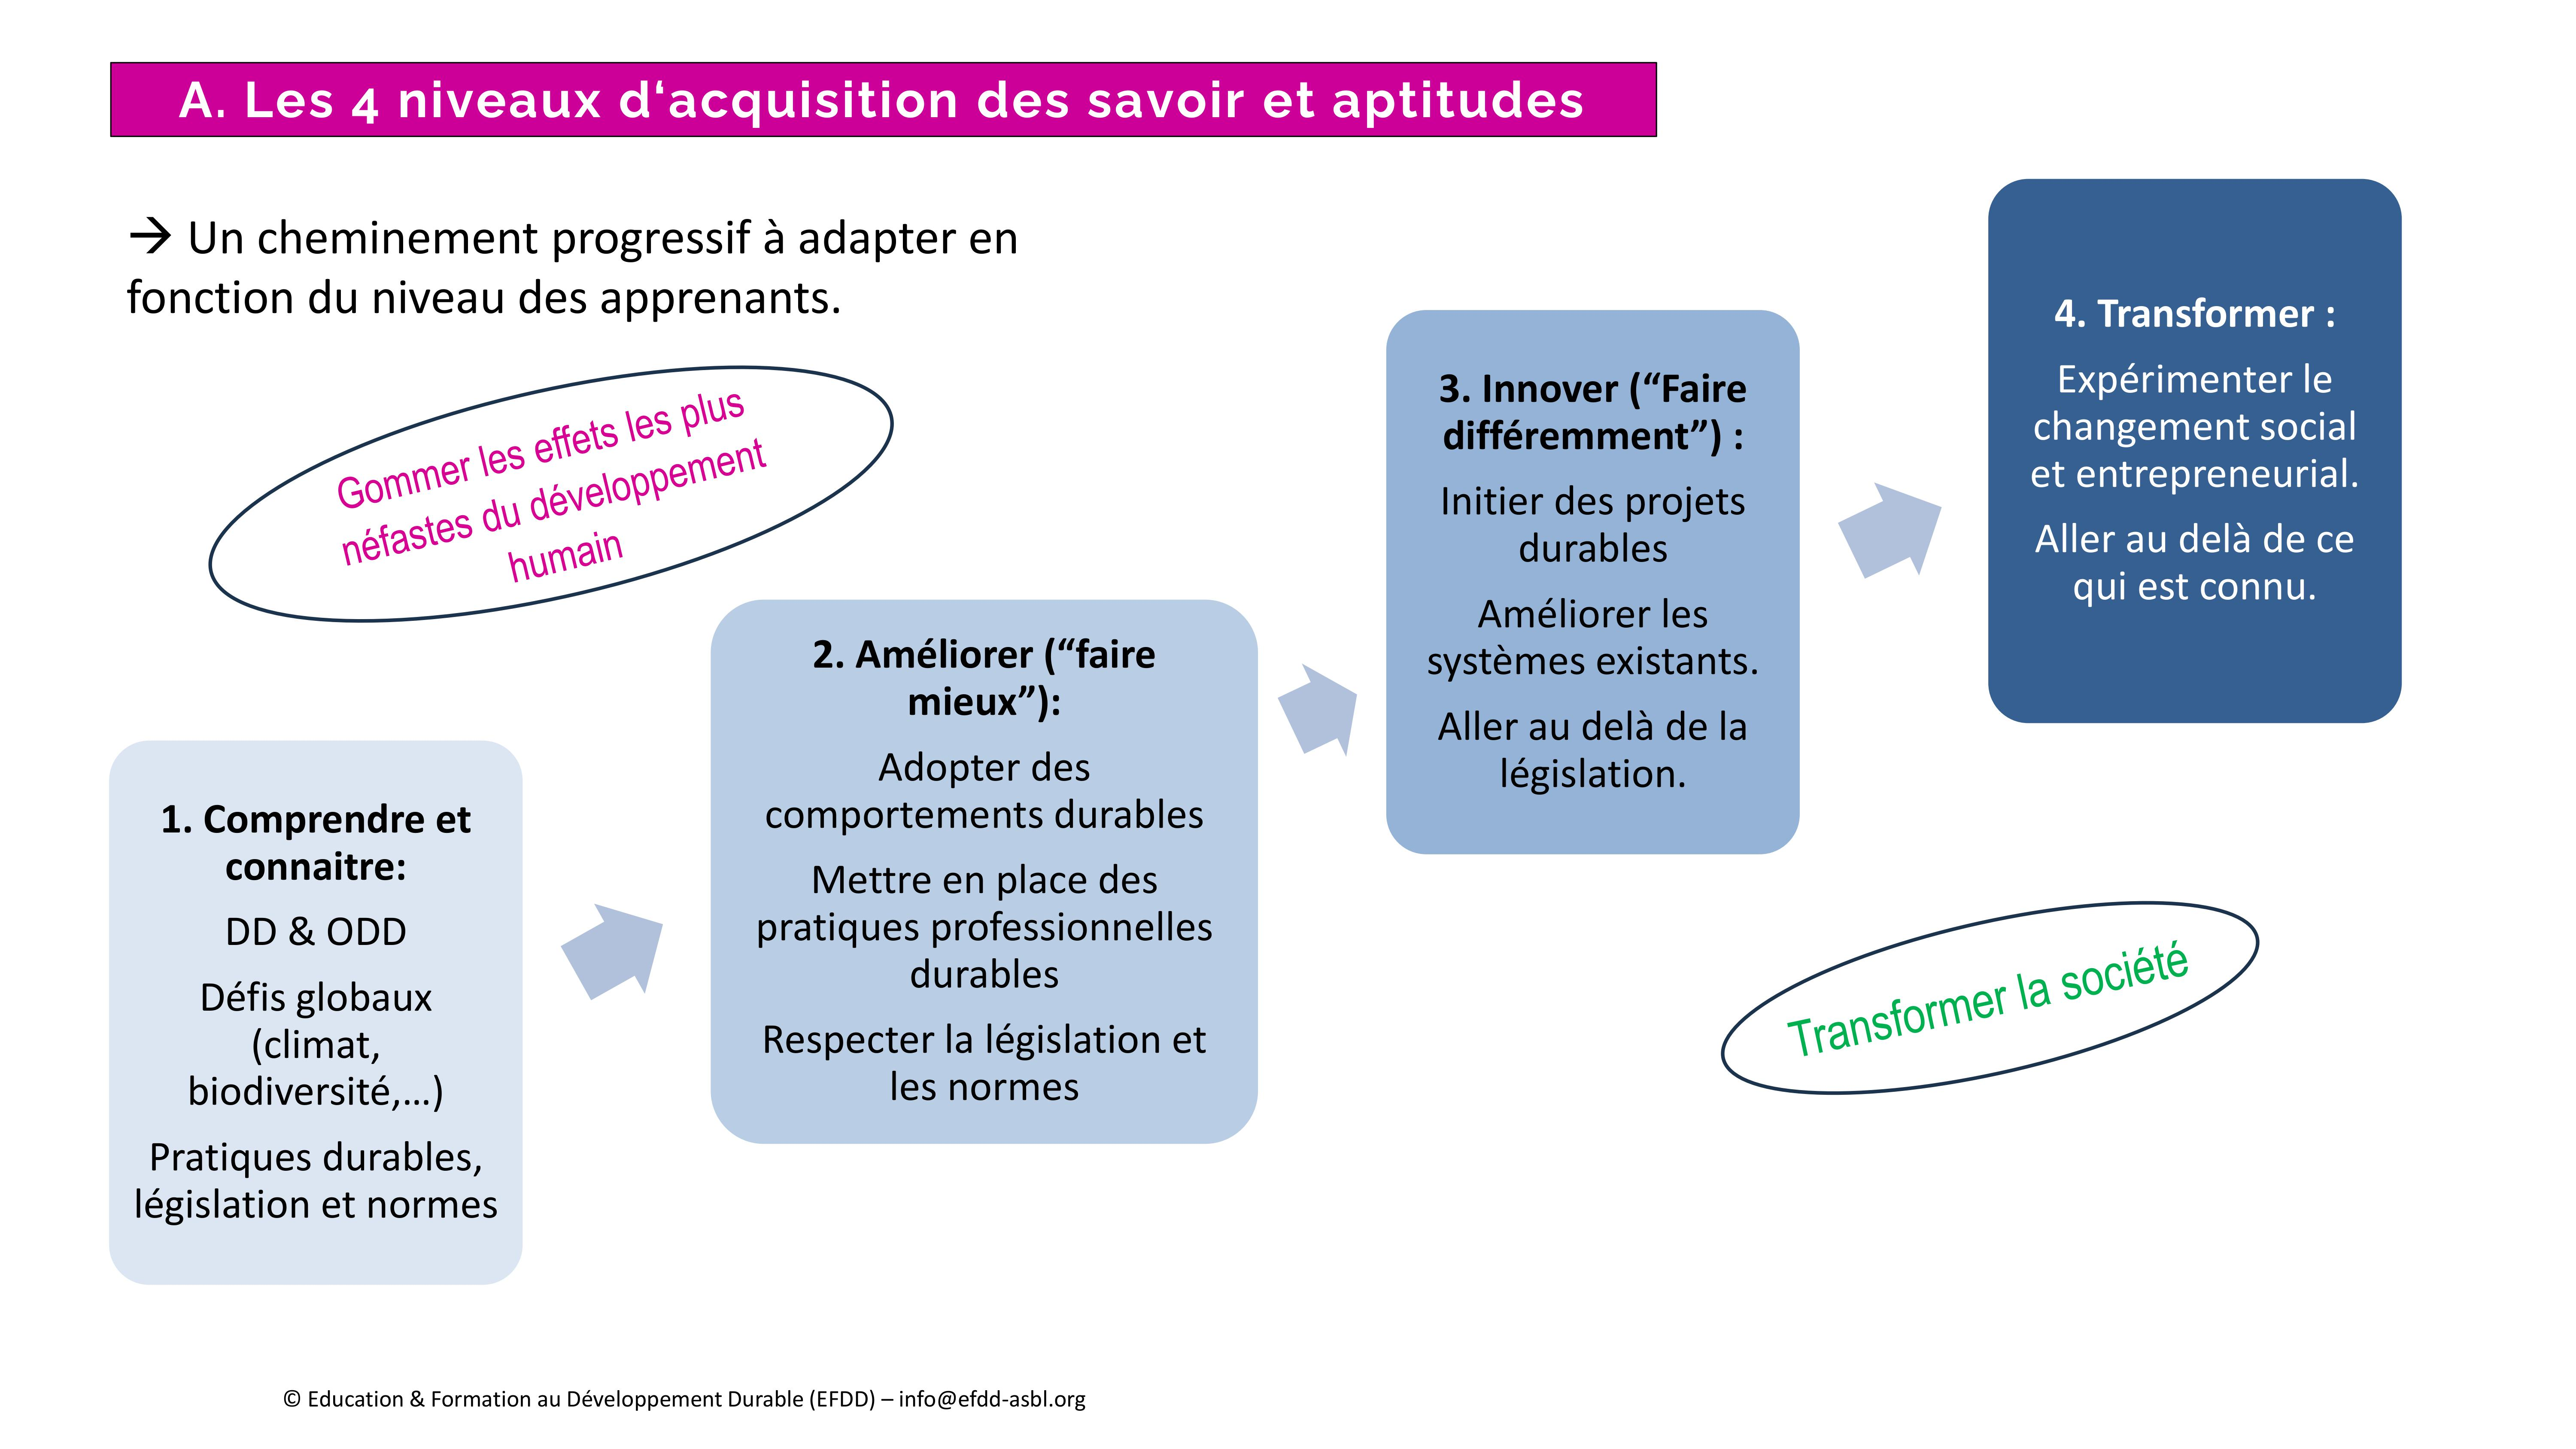 A. Les 4 niveaux d‘acquisition des savoir et aptitudes
→ Un cheminement progressif à adapter en
fonction du niveau des apprenants.
Gommer les effets les plus
néfastes du développement
humain
1. Comprendre et
connaitre:
DD & ODD
Défis globaux
(climat,
biodiversité,…)
Pratiques durables,
législation et normes
2. Améliorer (“faire
mieux”):
Adopter des
comportements durables
Mettre en place des
pratiques professionnelles
durables
Respecter la législation et
les normes
3. Innover (“Faire
différemment”) :
Initier des projets
durables
Améliorer les
systèmes existants.
Aller au delà de la
législation.
4. Transformer :
Expérimenter le
changement social
et entrepreneurial.
Aller au delà de ce
qui est connu.
Transformer la société
© Education & Formation au Développement Durable (EFDD) – info@efdd-asbl.org